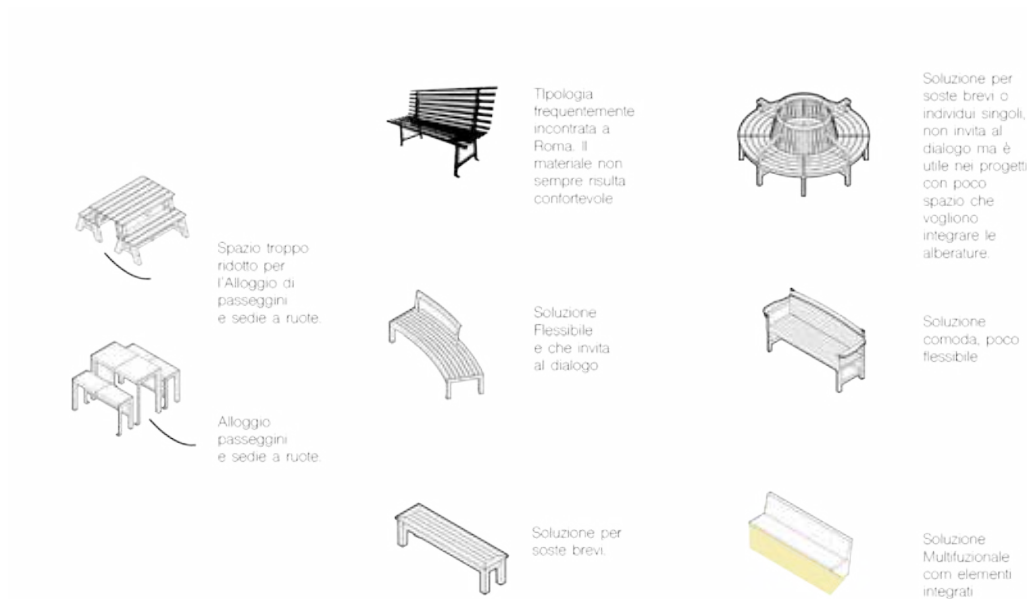 Spazio troppo
ridotto per
l'Alloggio di
passeggini
e sedie a ruote.
Alloggio
passeggini
e sedie a ruote.
TIpologia
frequentemente
incontrata a
Roma. Il
materiale non
sempre risulta
confortevole
Soluzione
Flessibile
e che invita
al dialogo
Soluzione per
soste brevi.
Soluzione per
soste brevi o
individui singoli,
non invita al
dialogo ma è
utile nei progetti
con poco
spazio che
vogliono
integrare le
alberature.
Soluzione
comoda, poco
flessibile
Soluzione
Multifuzionale
com elementi
integrati